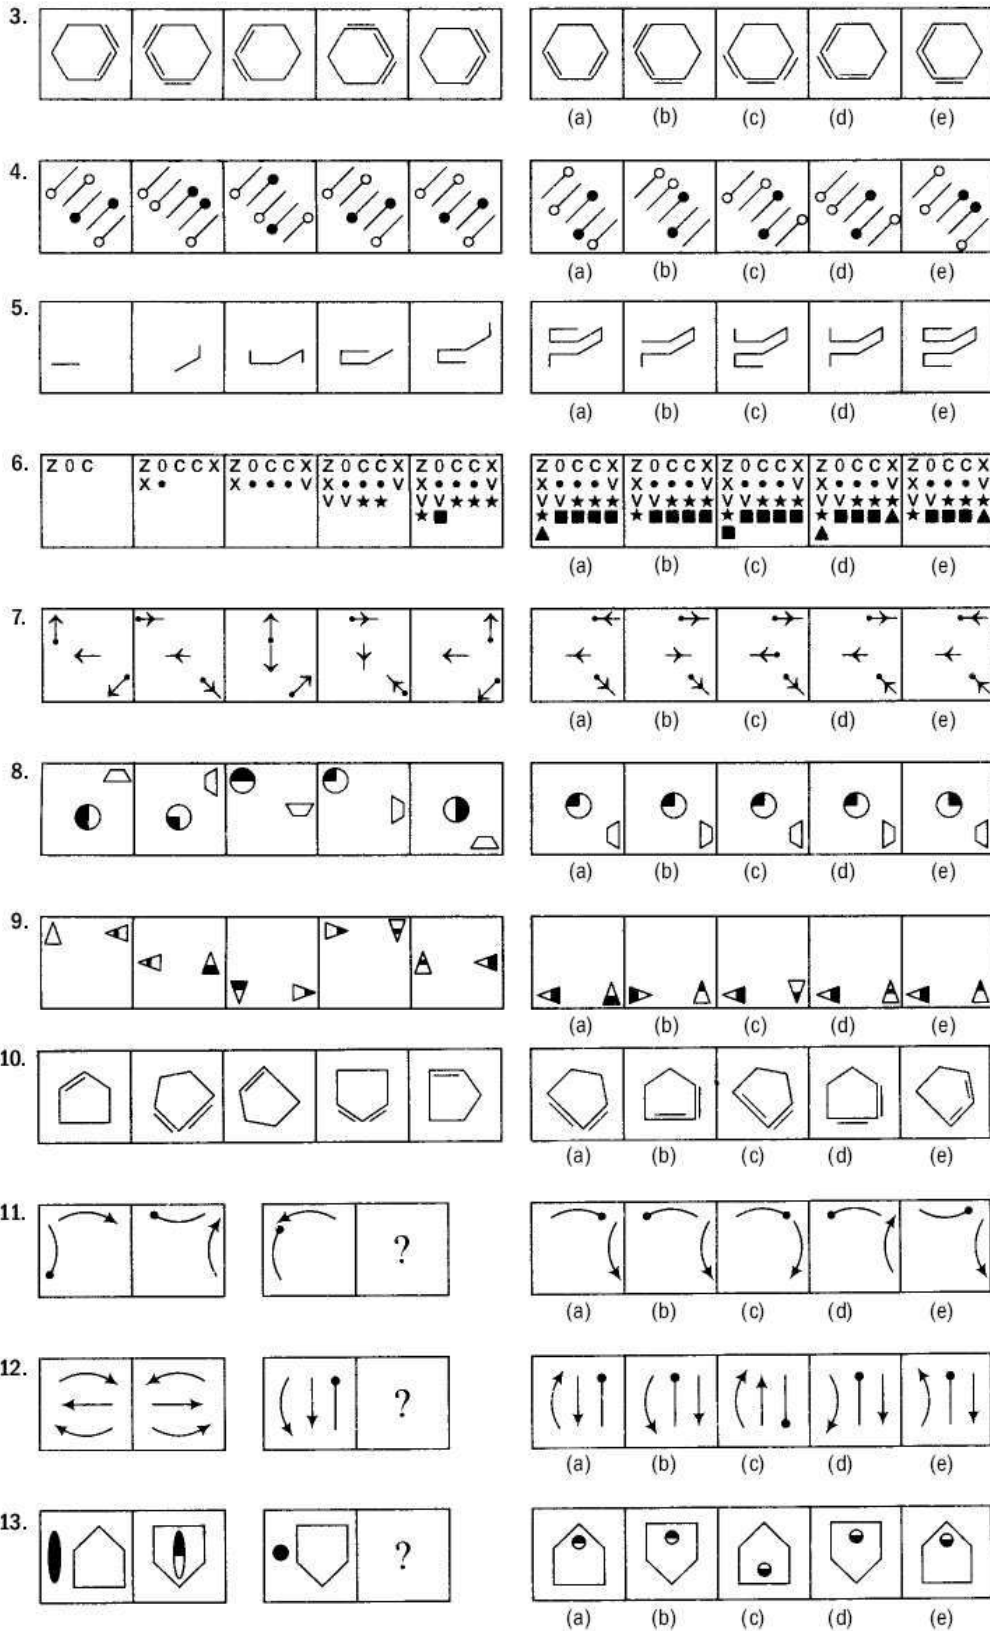 3.
(a) (b) (c) (d) (e)
4.
(a) (b) (c) (d) (e)
5.
(a) (b) (c) (d) (e)
6.
Z 0 C Z 0 C C X Z 0 C C X Z 0 C C X Z 0 C C X Z 0 C C X Z 0 C C X Z 0 C C X Z 0 C C X Z 0 C C X
X • X • • • V X • • • V X • • • V X • • • V X • • • V X • • • V X • • • V X • • • V
V V ★ ★ V V ★ ★ ★ V V ★ ★ ★ V V ★ ★ ★ V V ★ ★ ★ V V ★ ★ ★ V V ★ ★ ★
★ ■ ★ ■ ■ ■ ■ ★ ■ ■ ■ ■ ★ ■ ■ ■ ■ ★ ■ ■ ■ ▲ ★ ■ ■ ■ ▲
▲ ■ ▲
(a) (b) (c) (d) (e)
7.
(a) (b) (c) (d) (e)
8.
(a) (b) (c) (d) (e)
9.
(a) (b) (c) (d) (e)
10.
(a) (b) (c) (d) (e)
11.
?
(a) (b) (c) (d) (e)
12.
?
(a) (b) (c) (d) (e)
13.
?
(a) (b) (c) (d) (e)